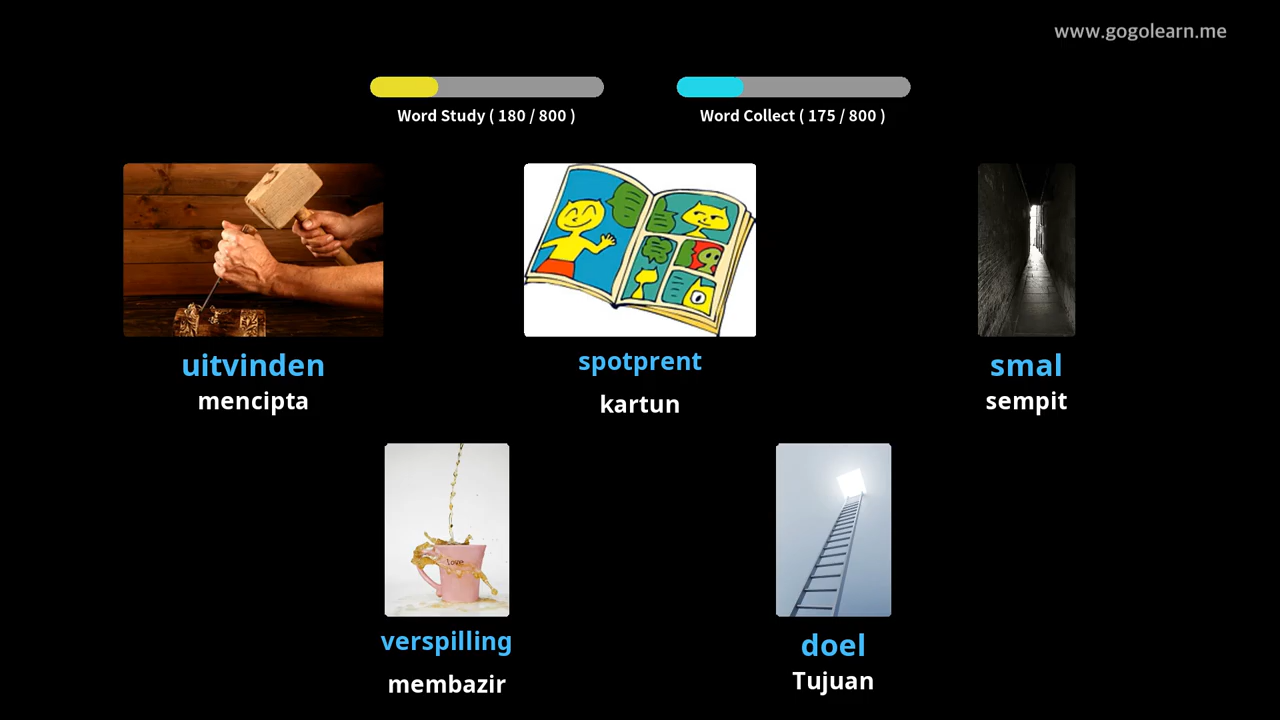 www.gogolearn.me
Word Study ( 180 / 800 )
Word Collect ( 175 / 800 )
uitvinden
mencipta
spotprent
kartun
smal
sempit
love
verspilling
membazir
doel
Tujuan